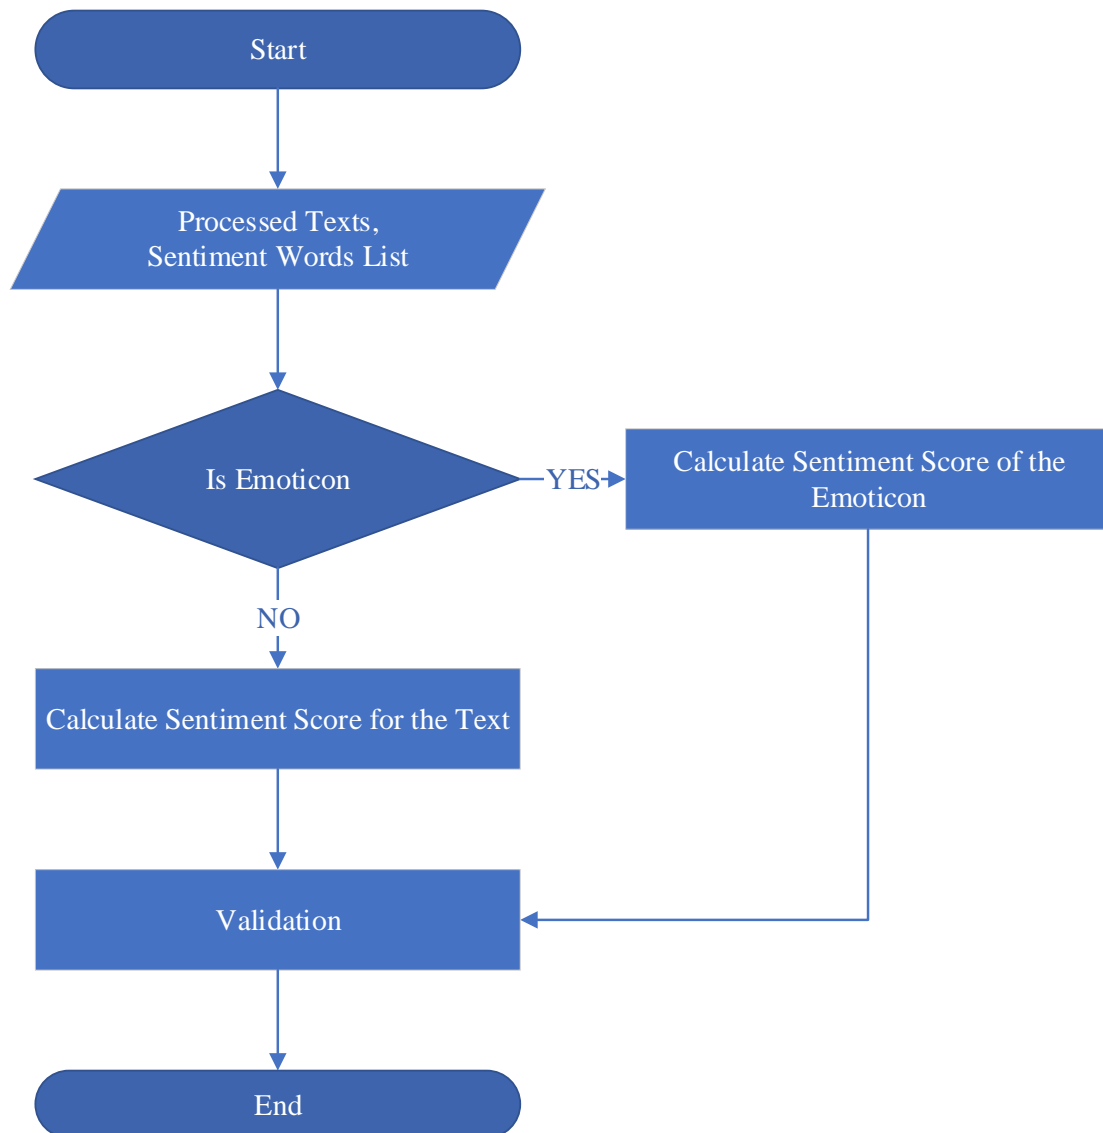 Start
Processed Texts,
Sentiment Words List
Is Emoticon
YES
Calculate Sentiment Score of the
Emoticon
NO
Calculate Sentiment Score for the Text
Validation
End